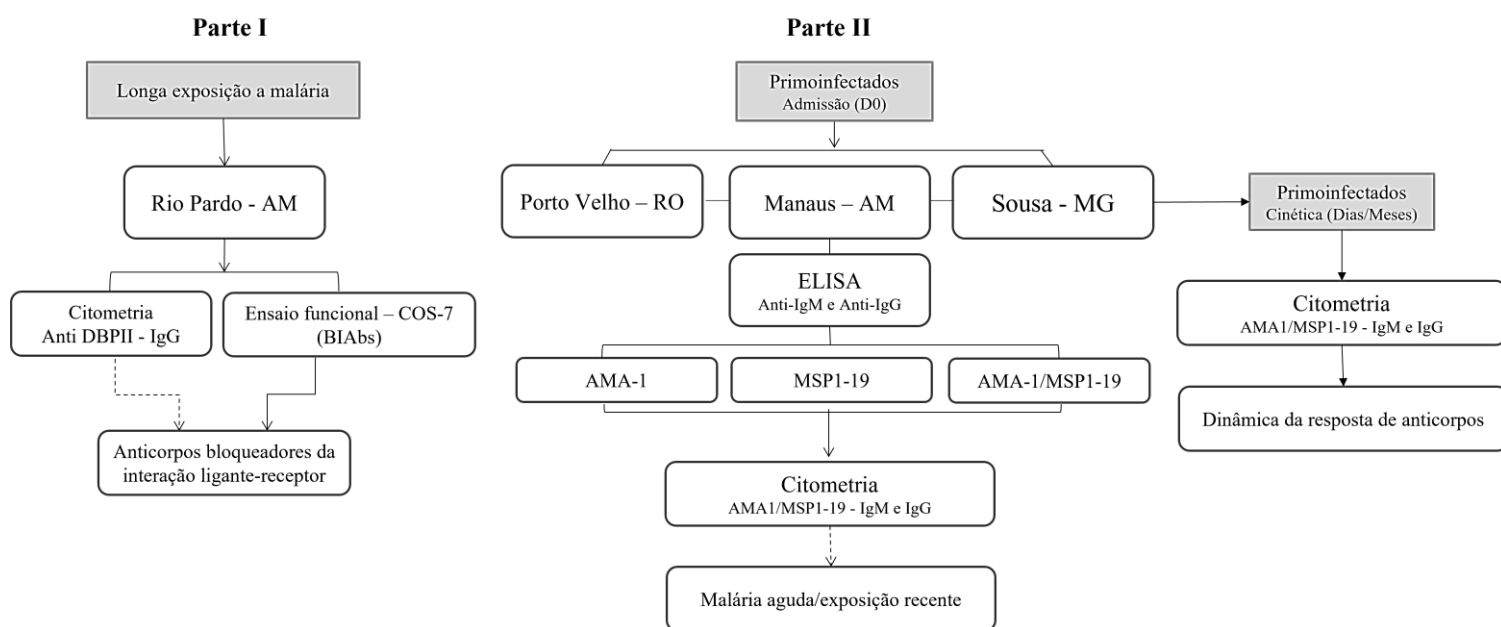 Parte I
Longa exposição a malária
Rio Pardo - AM
Citometria
Anti DBPII - IgG
Ensaio funcional – COS-7
(BIAbs)
Anticorpos bloqueadores da
interação ligante-receptor
Parte II
Primoinfectados
Admissão (D0)
Porto Velho – RO
Manaus – AM
Sousa - MG
ELISA
Anti-IgM e Anti-IgG
AMA-1
MSP1-19
AMA-1/MSP1-19
Citometria
AMA1/MSP1-19 - IgM e IgG
Malária aguda/exposição recente
Primoinfectados
Cinética (Dias/Meses)
Citometria
AMA1/MSP1-19 - IgM e IgG
Dinâmica da resposta de anticorpos